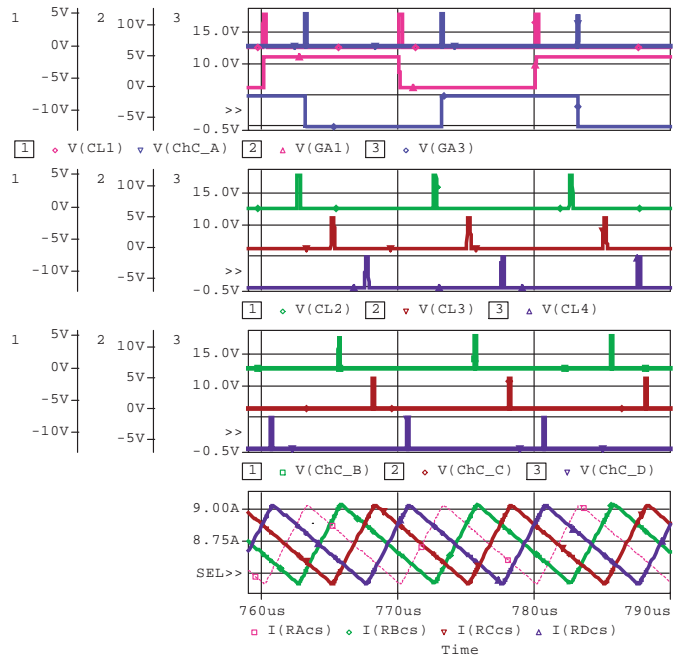 1 2 3
5V 10V 15.0V
0V 5V 10.0V
-5V 0V
-10V -5V >>
-0.5V
1 V(CL1) V(ChC_A) 2 V(GA1) 3 V(GA3)
1 2 3
5V 10V 15.0V
0V 5V 10.0V
-5V 0V
-10V -5V >>
-0.5V
1 V(CL2) 2 V(CL3) 3 V(CL4)
1 2 3
5V 10V 15.0V
0V 5V 10.0V
-5V 0V
-10V -5V >>
-0.5V
1 V(ChC_B) 2 V(ChC_C) 3 V(ChC_D)
9.00A
8.75A
SEL>>
760us 770us 780us 790us
I(RAcs) I(RBcs) I(RCcs) I(RDcs)
Time